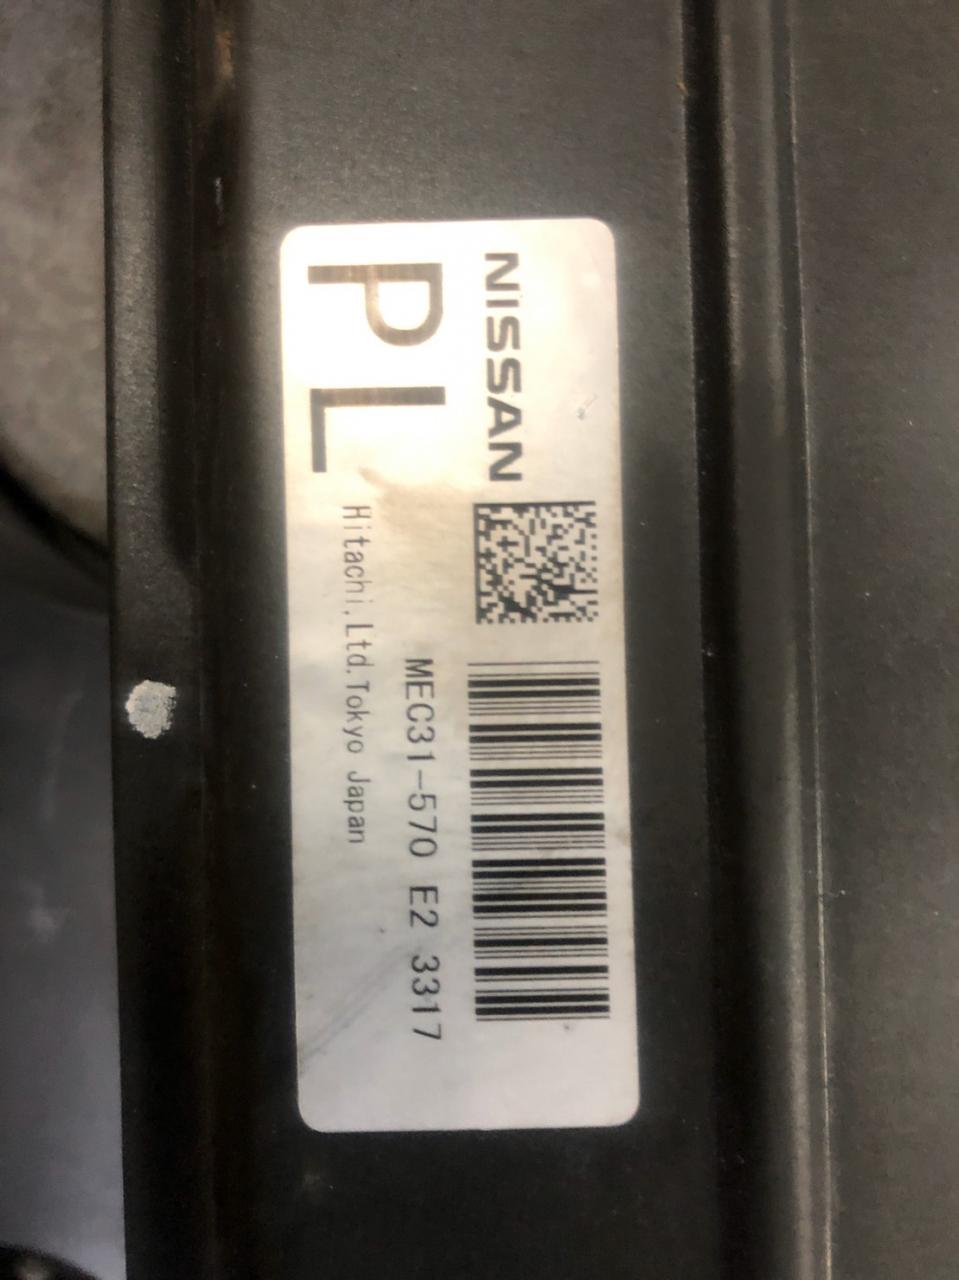 NISSAN
PL
MEC31-570 E2 3317
Hitachi,Ltd.Tokyo Japan